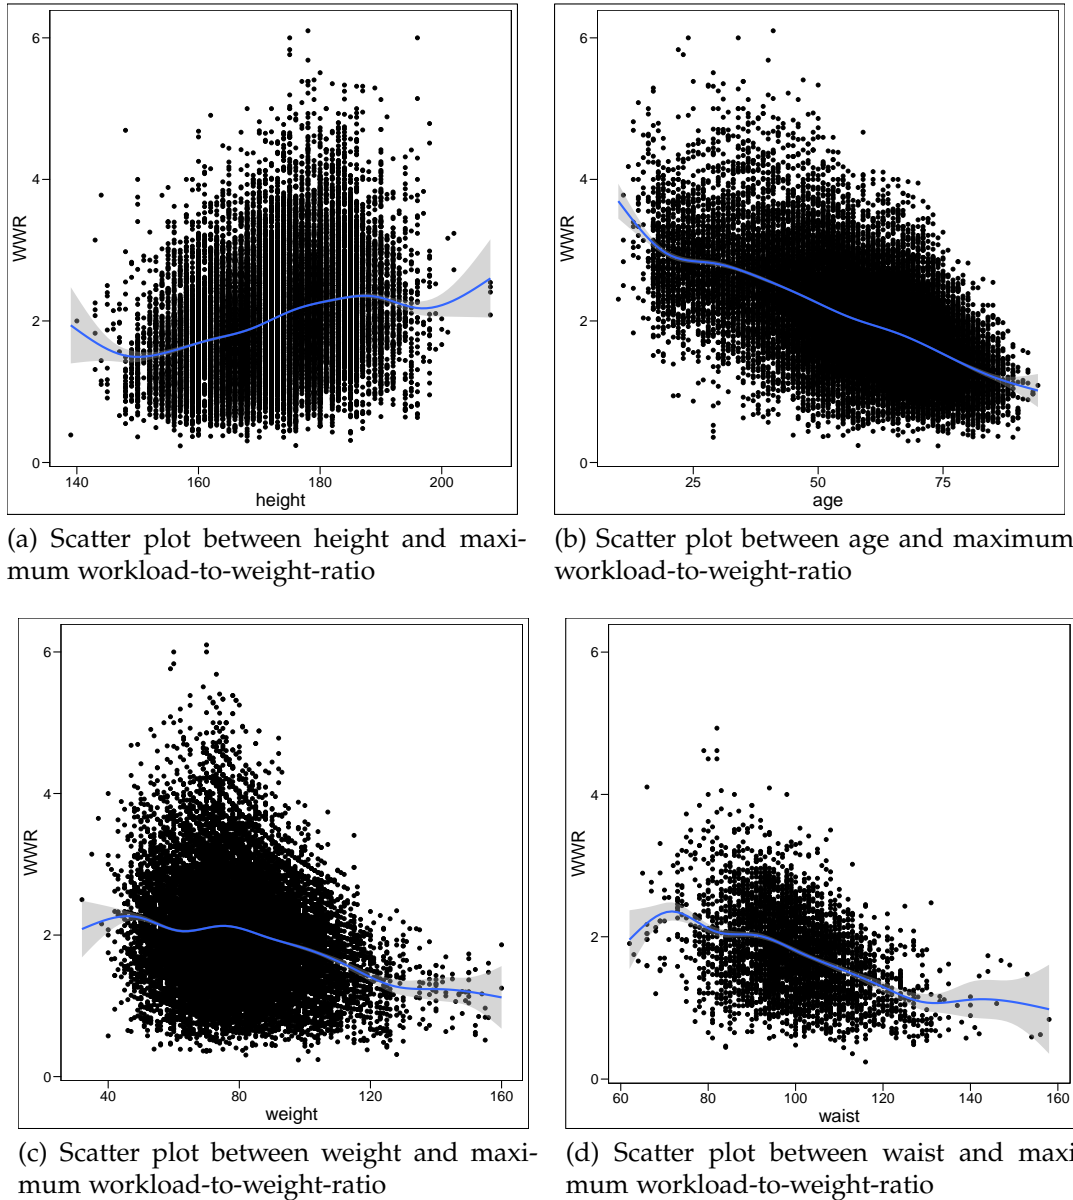 6
4
2
0
WWR
140 160 180 200
height
6
4
2
0
WWR
25 50 75
age
(a) Scatter plot between height and maxi-
mum workload-to-weight-ratio
(b) Scatter plot between age and maximum
workload-to-weight-ratio
6
4
2
0
WWR
40 80 120 160
weight
6
4
2
0
WWR
60 80 100 120 140 160
waist
(c) Scatter plot between weight and maxi-
mum workload-to-weight-ratio
(d) Scatter plot between waist and maxi
mum workload-to-weight-ratio